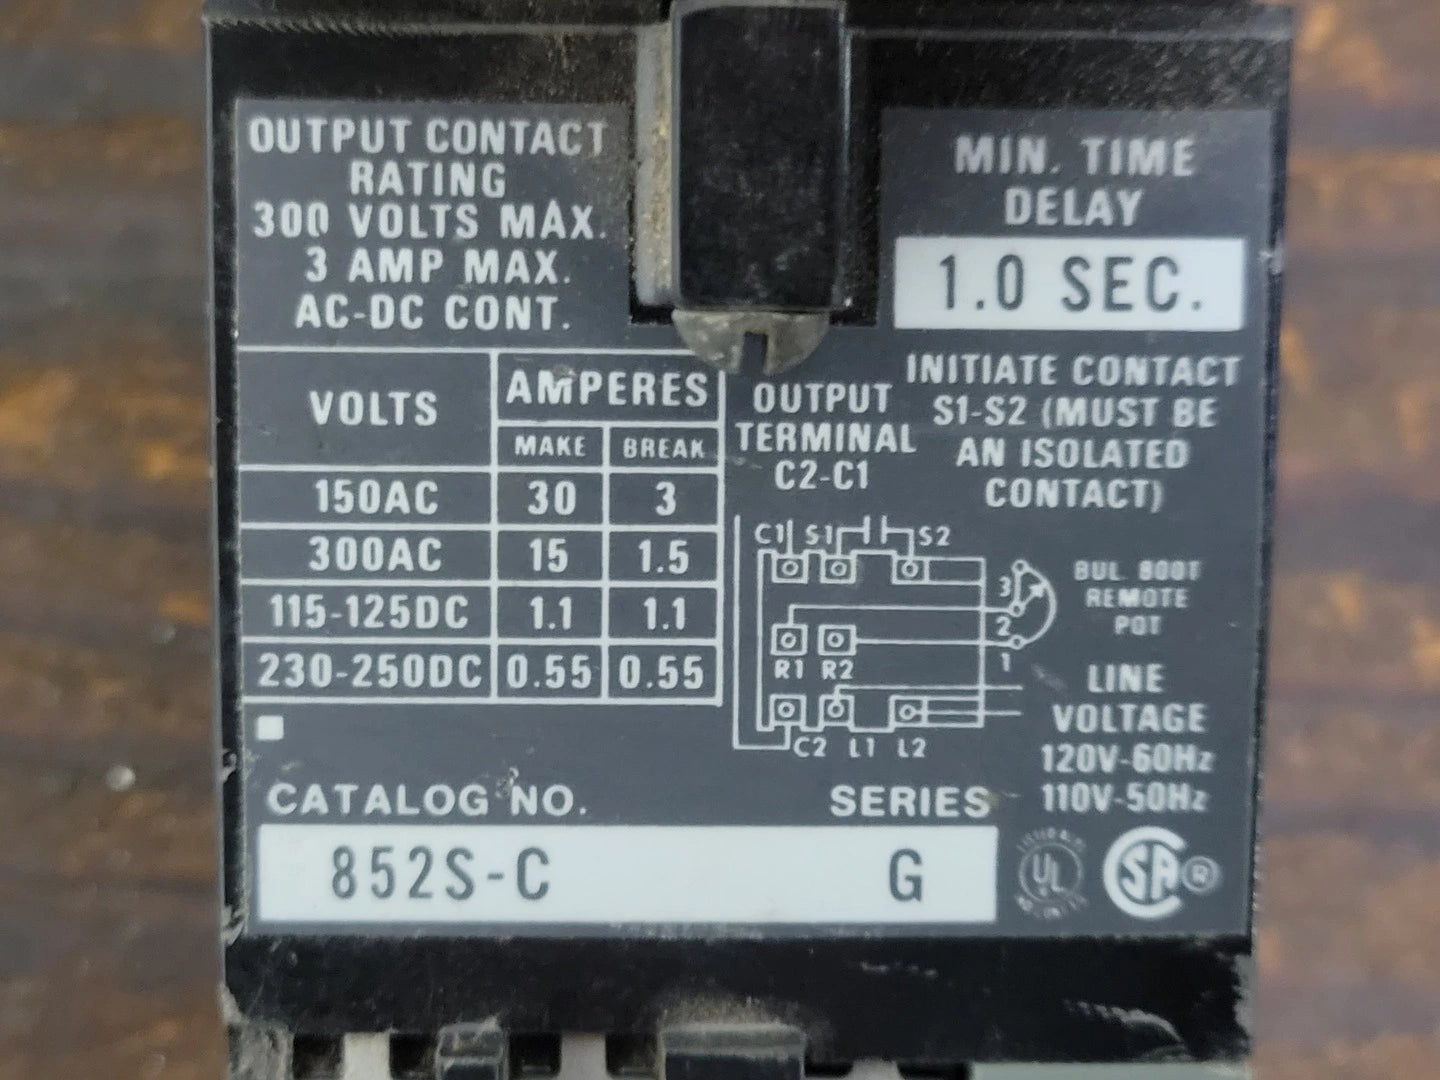 OUTPUT CONTACT
RATING
300 VOLTS MAX.
3 AMP MAX.
AC-DC CONT.
MIN. TIME
DELAY
1.0 SEC.
VOLTS
AMPERES
MAKE BREAK
150AC 30 3
300AC 15 1.5
115-125DC 1.1 1.1
230-250DC 0.55 0.55
OUTPUT
TERMINAL
C2-C1
INITIATE CONTACT
S1-S2 (MUST BE
AN ISOLATED
CONTACT)
C1 S1 S2
3
2
1
R1 R2
C2 L1 L2
BUL 800T
REMOTE
POT
LINE
VOLTAGE
120V-60Hz
110V-50Hz
CATALOG NO. SERIES
852S-C G
UL
SA ®